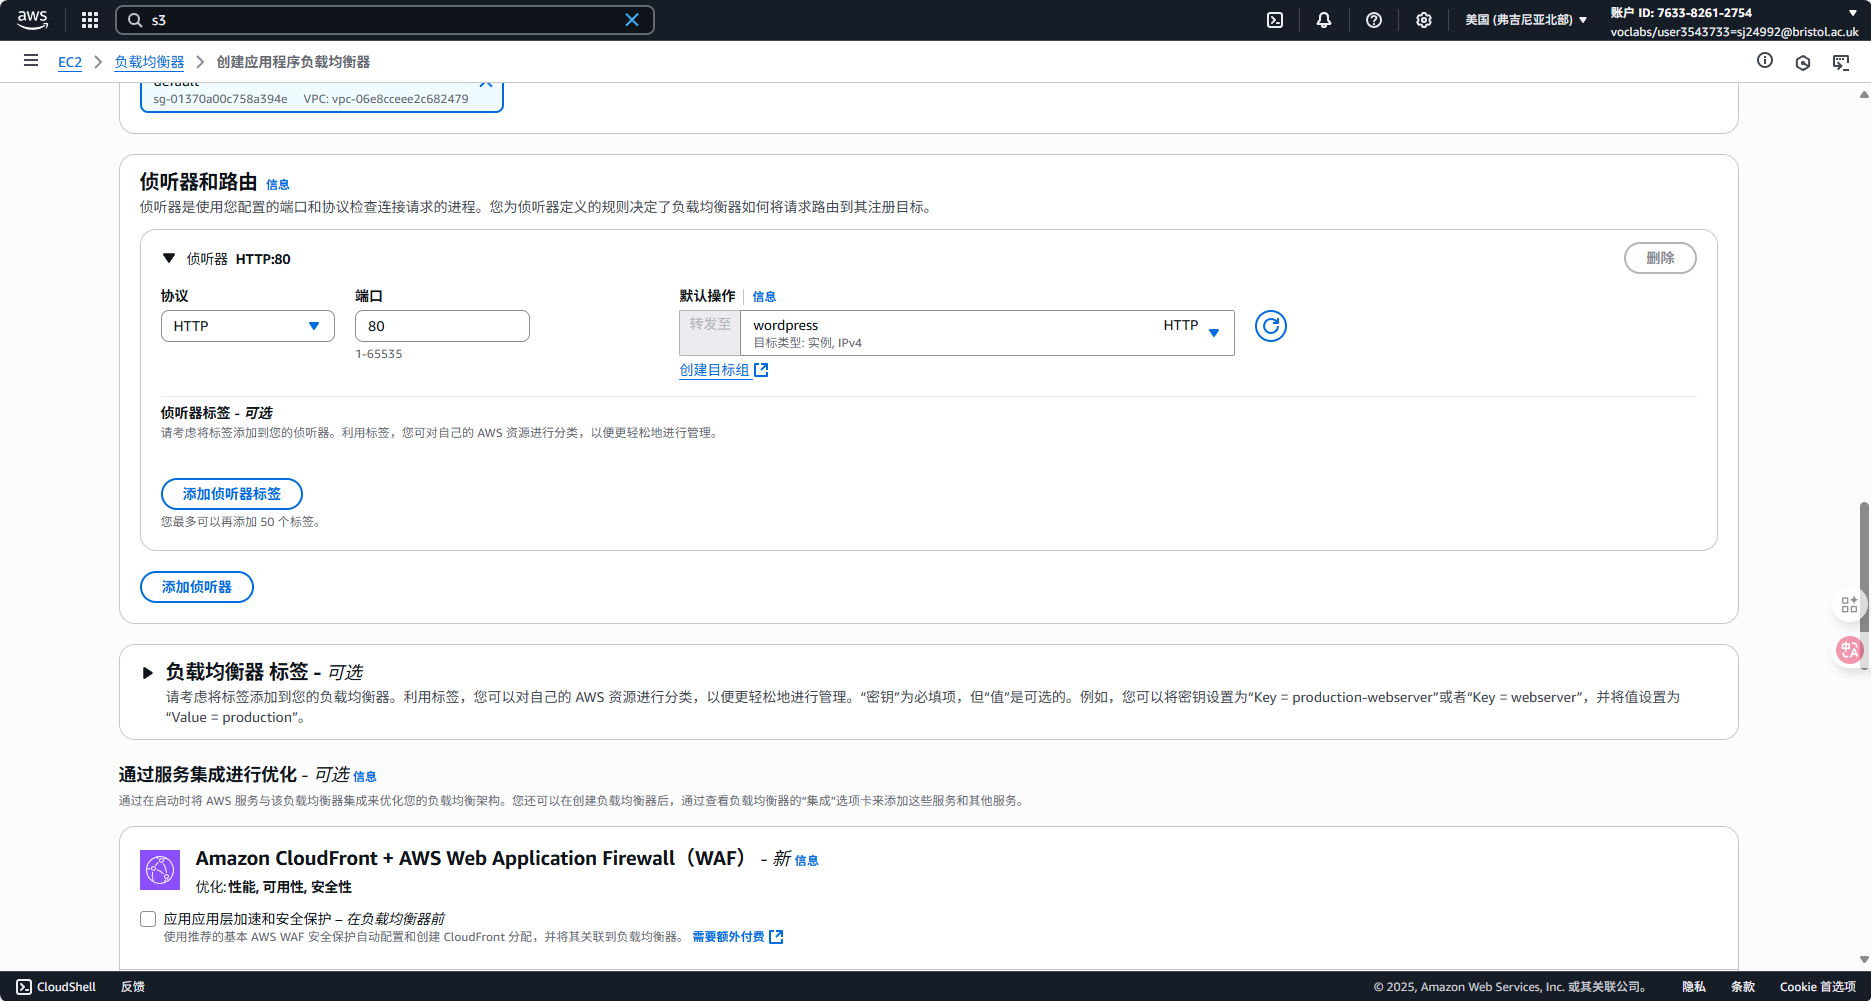 aws
s3
美国 (弗吉尼亚北部)
账户 ID: 7633-8261-2754
voclabs/user3543733=sj24992@bristol.ac.uk
EC2
负载均衡器
创建应用程序负载均衡器
default
sg-01370a00c758a394e VPC: vpc-06e8cceee2c682479
侦听器和路由 信息
侦听器是使用您配置的端口和协议检查连接请求的进程。您为侦听器定义的规则决定了负载均衡器如何将请求路由到其注册目标。
侦听器 HTTP:80
删除
协议
端口
默认操作 信息
HTTP
80
转发至
wordpress
HTTP
目标类型: 实例, IPv4
1-65535
创建目标组
侦听器标签 - 可选
请考虑将标签添加到您的侦听器。利用标签，您可对自己的 AWS 资源进行分类，以便更轻松地进行管理。
添加侦听器标签
您最多可以再添加 50 个标签。
添加侦听器
负载均衡器 标签 - 可选
请考虑将标签添加到您的负载均衡器。利用标签，您可以对自己的 AWS 资源进行分类，以便更轻松地进行管理。“密钥”为必填项，但“值”是可选的。例如，您可以将密钥设置为“Key = production-webserver”或者“Key = webserver”，并将值设置为
“Value = production”。
通过服务集成进行优化 - 可选 信息
通过在启动时将 AWS 服务与该负载均衡器集成来优化您的负载均衡架构。您还可以在创建负载均衡器后，通过查看负载均衡器的“集成”选项卡来添加这些服务和其他服务。
Amazon CloudFront + AWS Web Application Firewall（WAF） - 新 信息
优化:性能, 可用性, 安全性
应用应用层加速和安全保护 – 在负载均衡器前
使用推荐的基本 AWS WAF 安全保护自动配置和创建 CloudFront 分配，并将其关联到负载均衡器。 需要额外付费
中A
CloudShell
反馈
© 2025, Amazon Web Services, Inc. 或其关联公司。
隐私
条款
Cookie 首选项